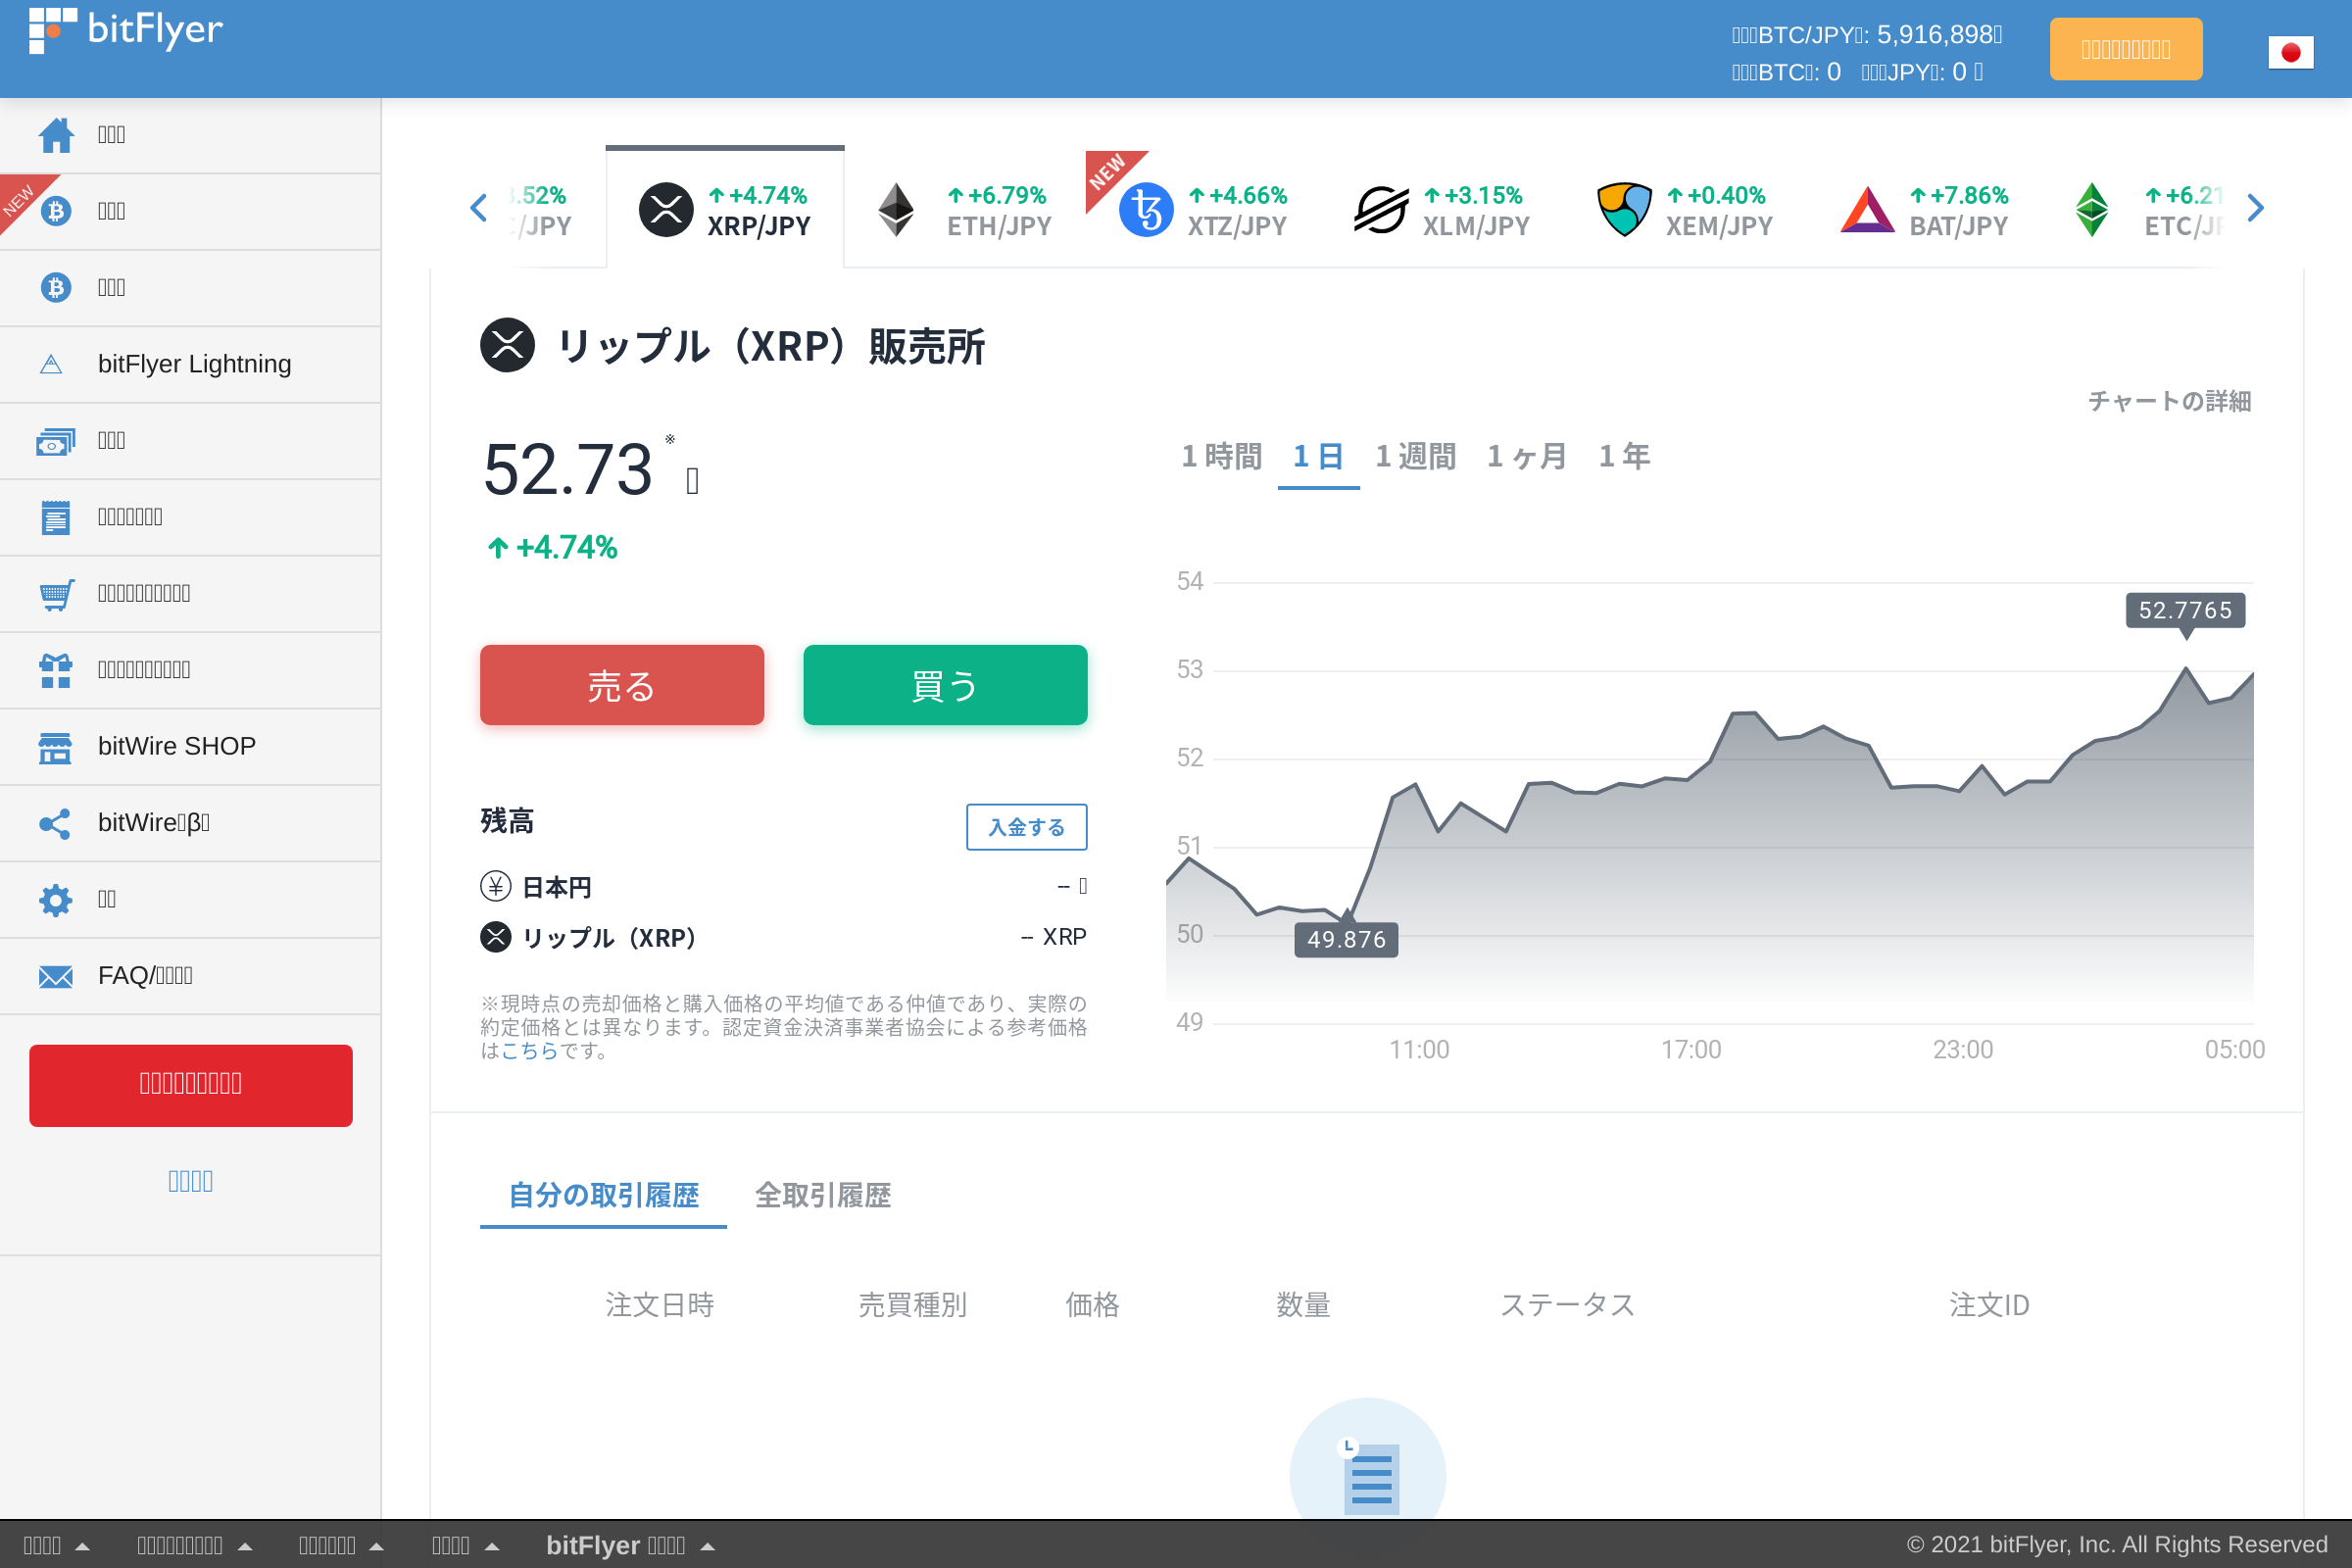 bitFlyer
BTC/JPY: 5,916,898
BTC: 0 JPY: 0
NEW
bitFlyer Lightning
bitWire SHOP
bitWire β
FAQ/
.52%
/JPY
+4.74%
XRP/JPY
+6.79%
ETH/JPY
NEW
+4.66%
XTZ/JPY
+3.15%
XLM/JPY
+0.40%
XEM/JPY
+7.86%
BAT/JPY
+6.21
ETC/J
リップル（XRP）販売所
チャートの詳細
52.73 ※
+4.74%
1 時間 1 日 1 週間 1 ヶ月 1 年
売る 買う
残高 入金する
日本円 --
リップル（XRP） -- XRP
※現時点の売却価格と購入価格の平均値である仲値であり、実際の
約定価格とは異なります。認定資金決済事業者協会による参考価格
はこちらです。
54
52.7765
53
52
51
50
49.876
49
11:00 17:00 23:00 05:00
自分の取引履歴 全取引履歴
注文日時 売買種別 価格 数量 ステータス 注文ID
bitFlyer
© 2021 bitFlyer, Inc. All Rights Reserved